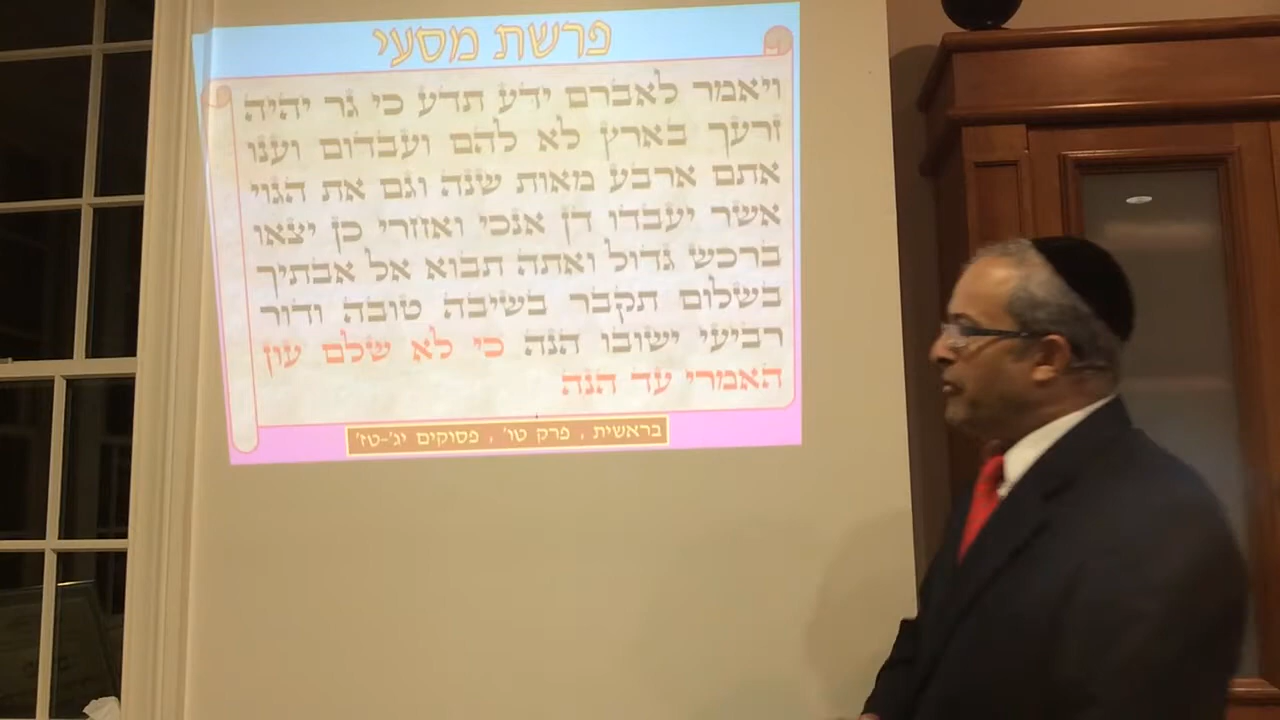 פרשת מסעי
ויאמר לאברם ידע תדע כי גר יהיה
זרעך בארץ לא להם ועבדום וענו
אתם ארבע מאות שנה וגם את הגוי
אשר יעבדו דן אנכי ואחרי כן יצאו
ברכש גדול ואתה תבוא אל אבתיך
בשלום תקבר בשיבה טובה ודור
רביעי ישובו הנה כי לא שלם עון
האמרי עד הנה
בראשית , פרק טו' , פסוקים יג'-טז'